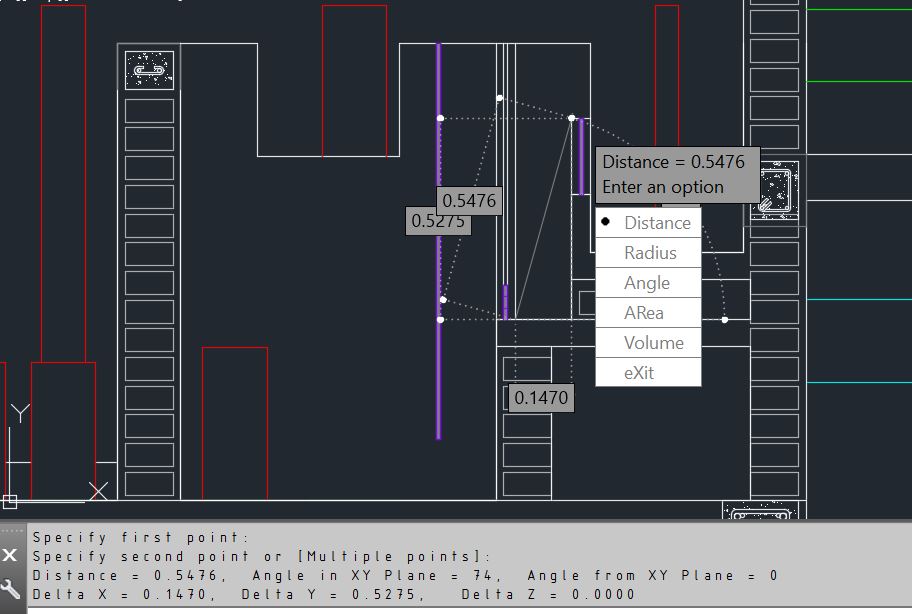 Distance = 0.5476
Enter an option
0.5476
0.5275
Distance
Radius
Angle
ARea
Volume
eXit
0.1470
Y
X
Specify first point:
Specify second point or [Multiple points]:
Distance = 0.5476, Angle in XY Plane = 74, Angle from XY Plane = 0
Delta X = 0.1470, Delta Y = 0.5275, Delta Z = 0.0000